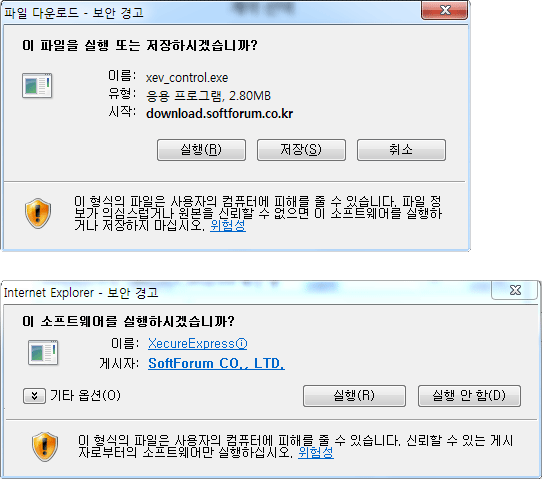 파일 다운로드 - 보안 경고
이 파일을 실행 또는 저장하시겠습니까?
이름: xev_control.exe
유형: 응용 프로그램, 2.80MB
시작: download.softforum.co.kr
실행(R) 저장(S) 취소
이 형식의 파일은 사용자의 컴퓨터에 피해를 줄 수 있습니다. 파일 정
보가 의심스럽거나 원본을 신뢰할 수 없으면 이 소프트웨어를 실행하
거나 저장하지 마십시오. 위험성
Internet Explorer - 보안 경고
이 소프트웨어를 실행하시겠습니까?
이름: XecureExpressⓘ
게시자: SoftForum CO., LTD.
기타 옵션(O) 실행(R) 실행 안 함(D)
이 형식의 파일은 사용자의 컴퓨터에 피해를 줄 수 있습니다. 신뢰할 수 있는 게시
자로부터의 소프트웨어만 실행하십시오. 위험성